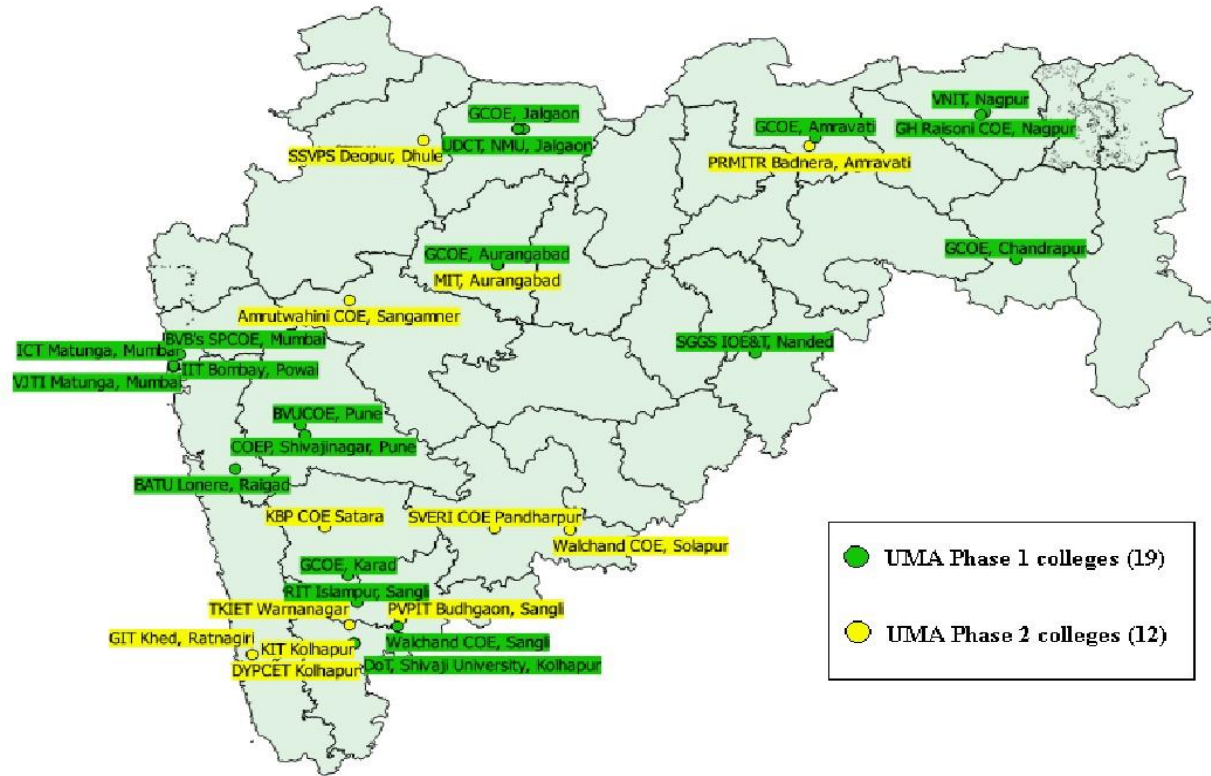 VNIT, Nagpur
GCOE, Jalgaon
GCOE, Amravati
GH Raisoni COE, Nagpur
UDCT, NMU, Jalgaon
SSVPS Deopur, Dhule
PRMITR Badnera, Amravati
GCOE, Aurangabad
GCOE, Chandrapur
MIT, Aurangabad
Amrutwahini COE, Sangamner
BVB's SPCOE, Mumbai
SGGS IOE&T, Nanded
ICT Matunga, Mumbai
IIT Bombay, Powai
VJTI Matunga, Mumbai
BVUCOE, Pune
COEP, Shivajinagar, Pune
BATU Lonere, Raigad
KBP COE Satara
SVERI COE Pandharpur
Walchand COE, Solapur
GCOE, Karad
RIT Islampur, Sangli
TKIET Warnanagar
PVPIT Budhgaon, Sangli
GIT Khed, Ratnagiri
Walchand COE, Sangli
KIT Kolhapur
DoT, Shivaji University, Kolhapur
DYPCET Kolhapur
UMA Phase 1 colleges (19)
UMA Phase 2 colleges (12)